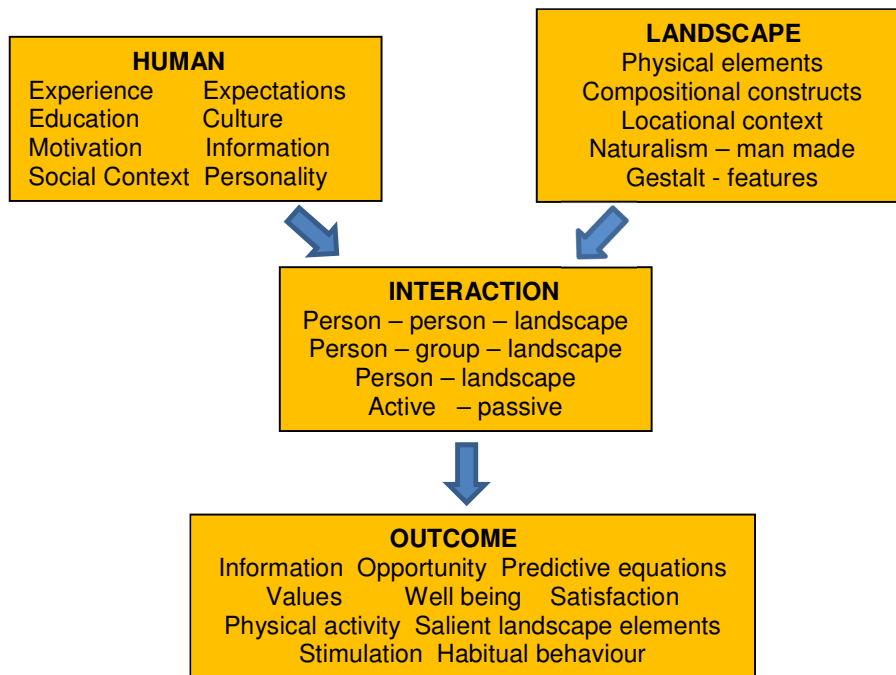 HUMAN
Experience Expectations
Education Culture
Motivation Information
Social Context Personality
LANDSCAPE
Physical elements
Compositional constructs
Locational context
Naturalism – man made
Gestalt - features
INTERACTION
Person – person – landscape
Person – group – landscape
Person – landscape
Active – passive
OUTCOME
Information Opportunity Predictive equations
Values Well being Satisfaction
Physical activity Salient landscape elements
Stimulation Habitual behaviour